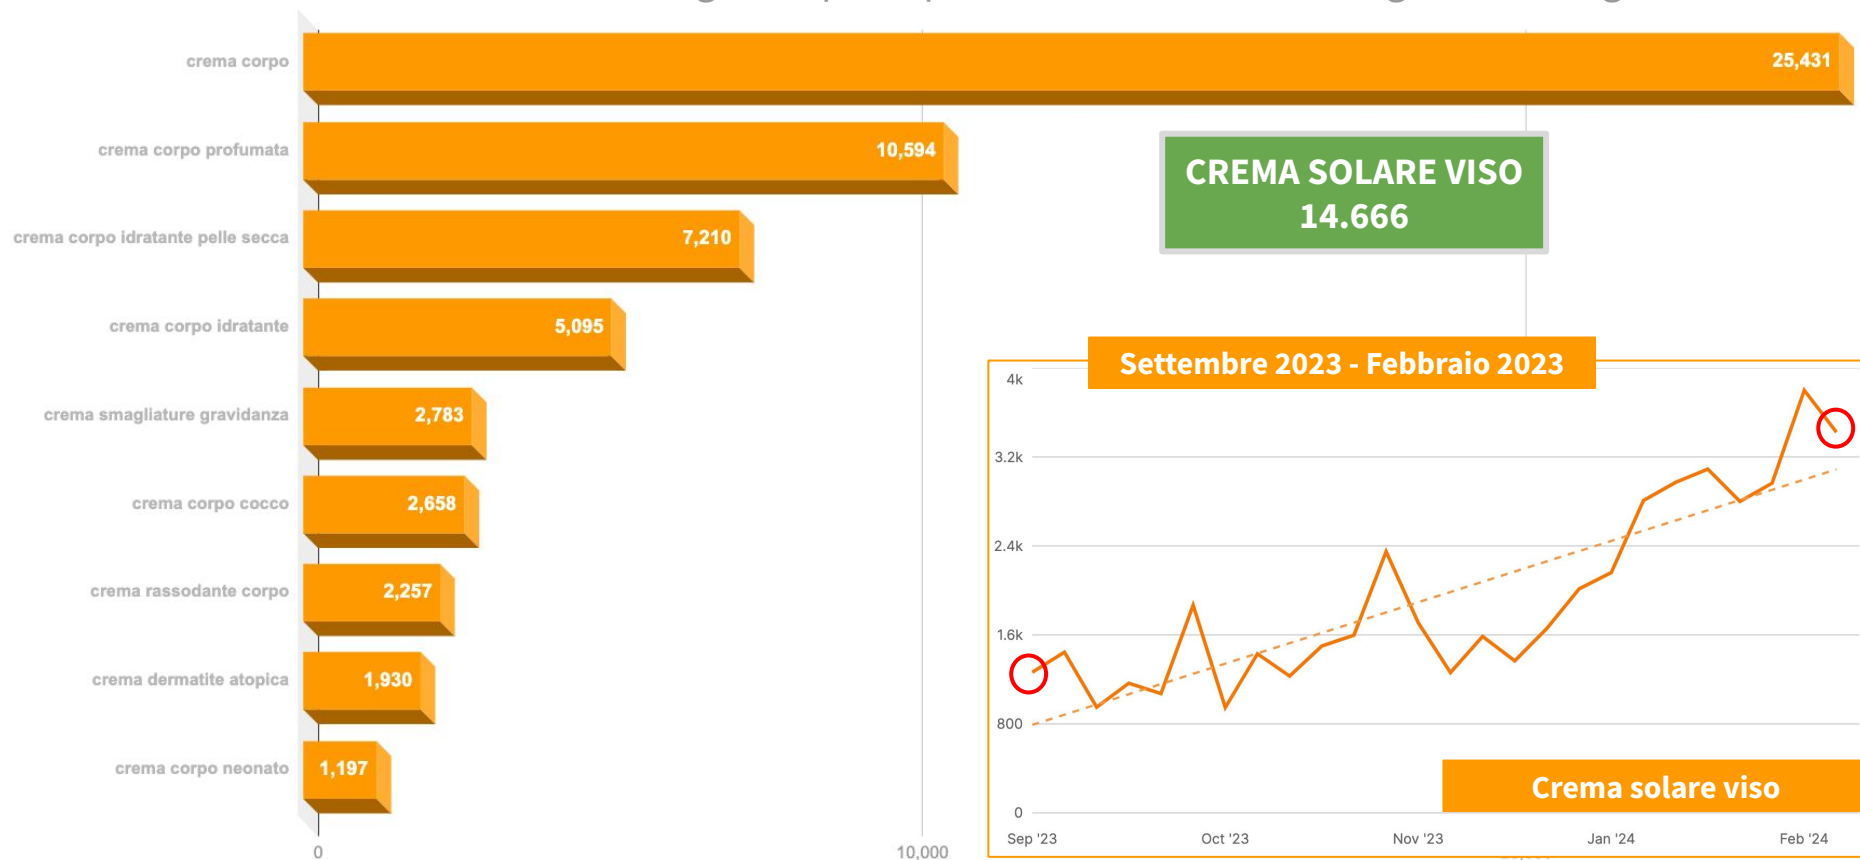 crema corpo
25,431
crema corpo profumata
10,594
crema corpo idratante pelle secca
7,210
crema corpo idratante
5,095
crema smagliature gravidanza
2,783
crema corpo cocco
2,658
crema rassodante corpo
2,257
crema dermatite atopica
1,930
crema corpo neonato
1,197
0
10,000
CREMA SOLARE VISO
14.666
Settembre 2023 - Febbraio 2023
4k
3.2k
2.4k
1.6k
800
0
Crema solare viso
Sep '23
Oct '23
Nov '23
Jan '24
Feb '24